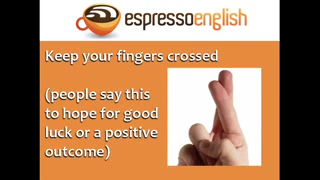 espressoenglish
Keep your fingers crossed
(people say this
to hope for good
luck or a positive
outcome)